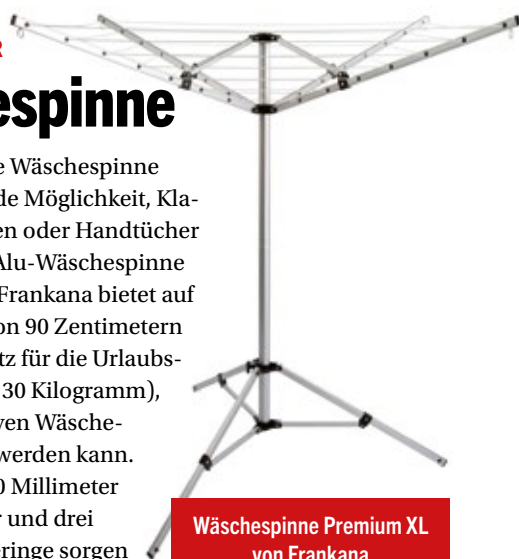 R
espinne
e Wäschespinne
de Möglichkeit, Kla-
en oder Handtücher
Alu-Wäschespinne
Frankana bietet auf
on 90 Zentimetern
tz für die Urlaubs-
30 Kilogramm),
ven Wäsche-
werden kann.
0 Millimeter
r und drei
eringe sorgen
Wäschespinne Premium XL
von Frankana